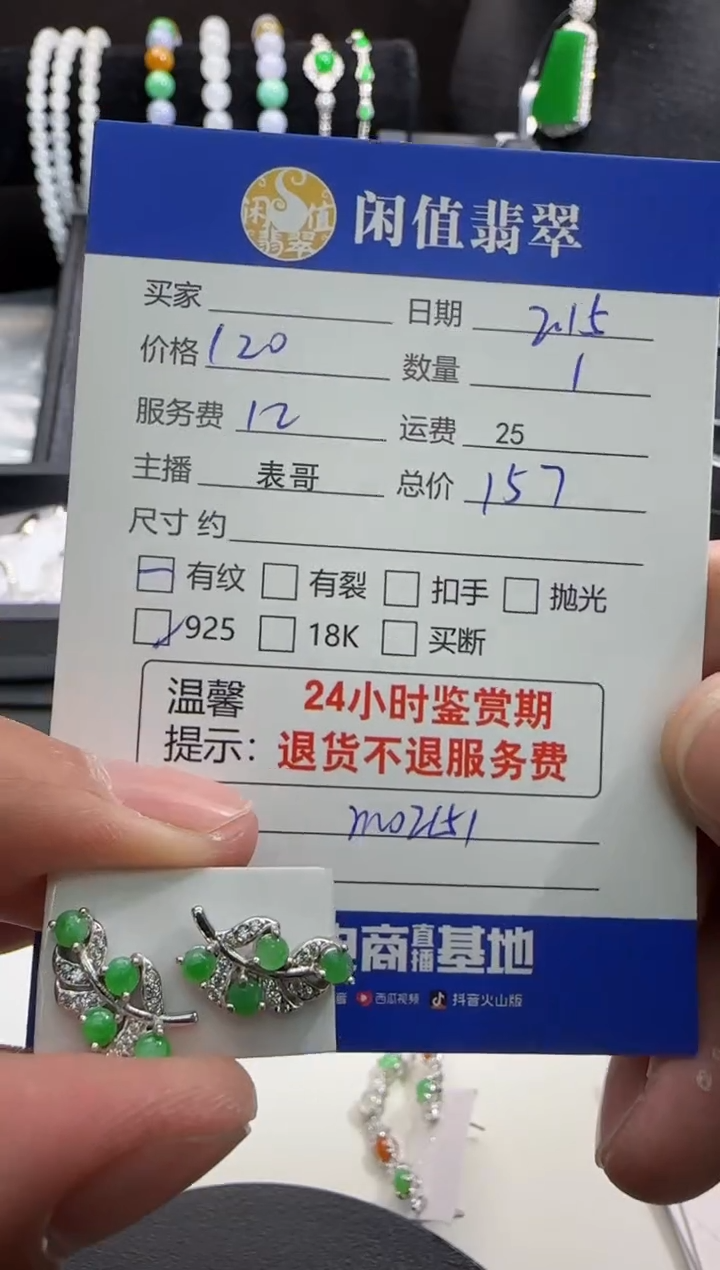 闲值翡翠
闲值翡翠
买家 日期 2.15
价格 120 数量 1
服务费 12 运费 25
主播 表哥 总价 157
尺寸 约
有纹 有裂 扣手 抛光
925 18K 买断
温馨提示：
24小时鉴赏期
退货不退服务费
m02151
电商直播基地
西瓜视频 抖音火山版